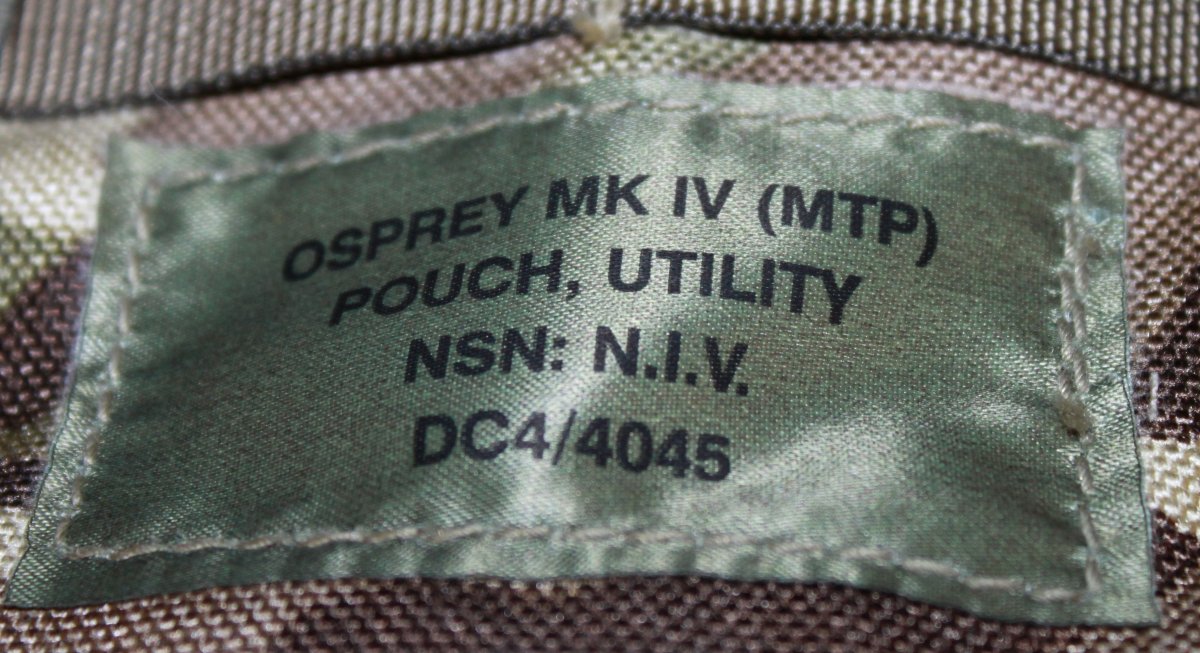 OSPREY MK IV (MTP)
POUCH, UTILITY
NSN: N.I.V.
DC4/4045